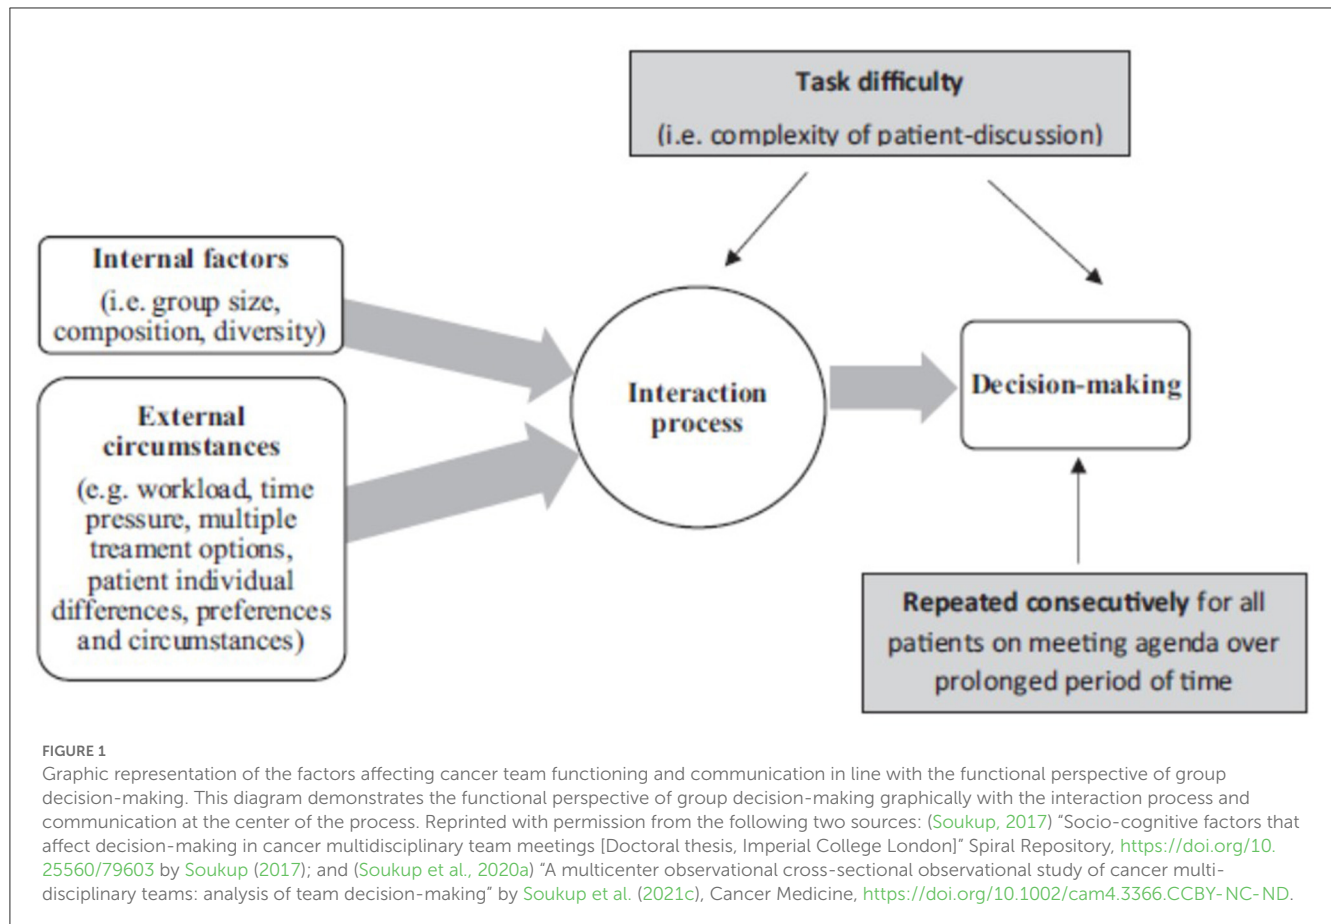 Task difficulty
(i.e. complexity of patient-discussion)
Internal factors
(i.e. group size,
composition, diversity)
External
circumstances
(e.g. workload, time
pressure, multiple
treament options,
patient individual
differences, preferences
and circumstances)
Interaction
process
Decision-making
Repeated consecutively for all
patients on meeting agenda over
prolonged period of time
FIGURE 1
Graphic representation of the factors affecting cancer team functioning and communication in line with the functional perspective of group
decision-making. This diagram demonstrates the functional perspective of group decision-making graphically with the interaction process and
communication at the center of the process. Reprinted with permission from the following two sources: (Soukup, 2017) “Socio-cognitive factors that
affect decision-making in cancer multidisciplinary team meetings [Doctoral thesis, Imperial College London]” Spiral Repository, https://doi.org/10.
25560/79603 by Soukup (2017); and (Soukup et al., 2020a) “A multicenter observational cross-sectional observational study of cancer multi-
disciplinary teams: analysis of team decision-making” by Soukup et al. (2021c), Cancer Medicine, https://doi.org/10.1002/cam4.3366.CCBY-NC-ND.